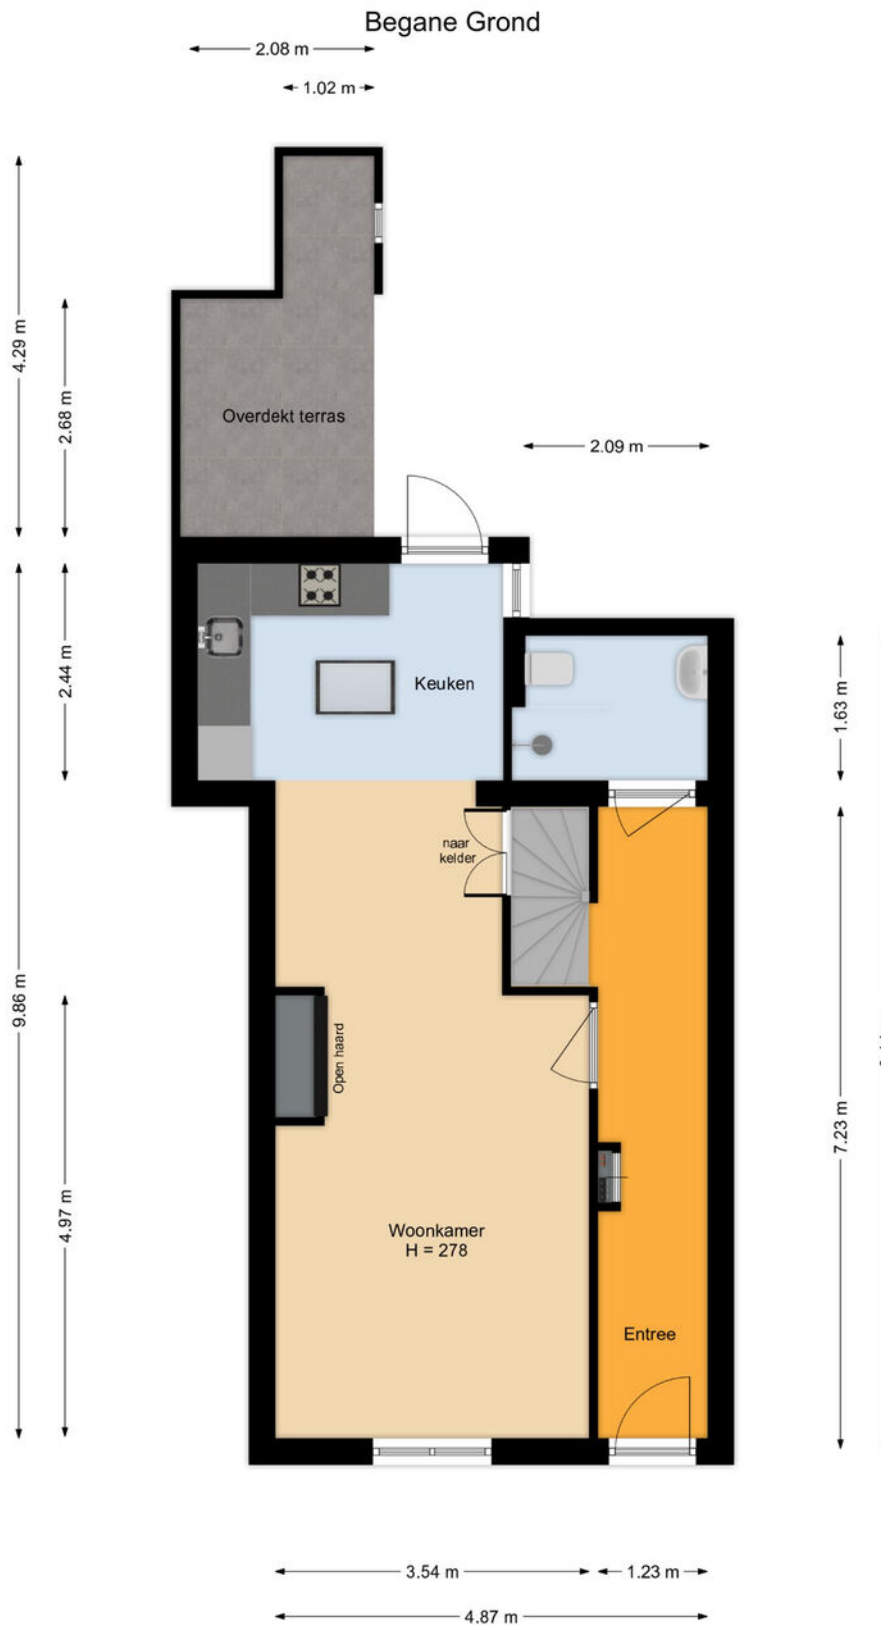 Begane Grond
2.08 m
1.02 m
4.29 m
2.68 m
Overdekt terras
2.09 m
2.44 m
Keuken
1.63 m
naar
kelder
9.86 m
Open haard
7.23 m
4.97 m
Woonkamer
H = 278
Entree
3.54 m
1.23 m
4.87 m